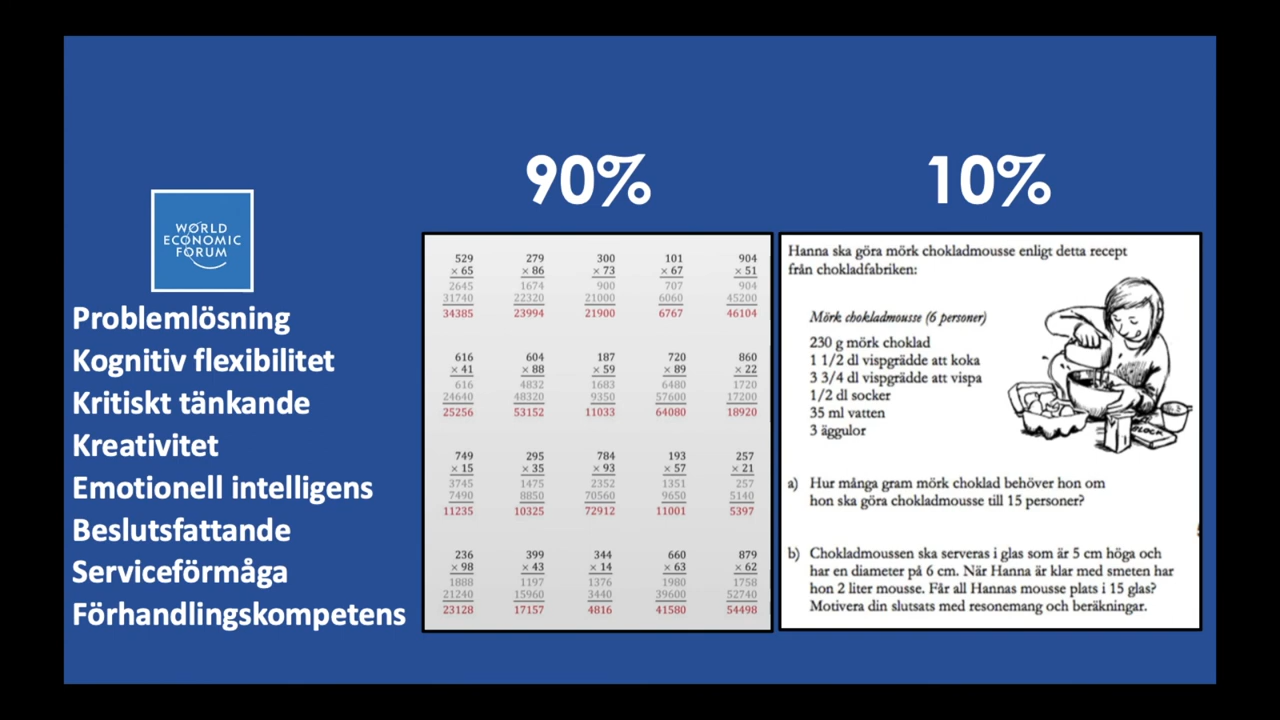 90%
10%
WORLD
ECONOMIC
FORUM
Problemlösning
Kognitiv flexibilitet
Kritiskt tänkande
Kreativitet
Emotionell intelligens
Beslutsfattande
Serviceförmåga
Förhandlingskompetens
529 279 300 101 904
× 65 × 86 × 73 × 67 × 51
2645 1674 900 707 904
31740 22320 21000 6060 45200
34385 23994 21900 6767 46104
616 604 187 720 860
× 41 × 88 × 59 × 89 × 22
616 4832 1683 6480 1720
24640 48320 9350 57600 17200
25256 53152 11033 64080 18920
749 295 784 193 257
× 15 × 35 × 93 × 57 × 21
3745 1475 2352 1351 257
7490 8850 70560 9650 5140
11235 10325 72912 11001 5397
236 399 344 660 879
× 98 × 43 × 14 × 63 × 62
1888 1197 1376 1980 1758
21240 15960 3440 39600 52740
23128 17157 4816 41580 54498
Hanna ska göra mörk chokladmousse enligt detta recept
från chokladfabriken:
Mörk chokladmousse (6 personer)
230 g mörk choklad
1 1/2 dl vispgrädde att koka
3 3/4 dl vispgrädde att vispa
1/2 dl socker
35 ml vatten
3 äggulor
BLOCK
a) Hur många gram mörk choklad behöver hon om
hon ska göra chokladmousse till 15 personer?
b) Chokladmoussen ska serveras i glas som är 5 cm höga och
har en diameter på 6 cm. När Hanna är klar med smeten har
hon 2 liter mousse. Får all Hannas mousse plats i 15 glas?
Motivera din slutsats med resonemang och beräkningar.